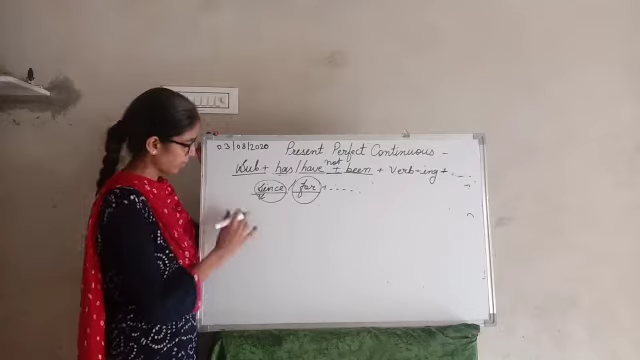 03/08/2020 Present Perfect Continuous -
not
Sub + has/have + been + Verb-ing + ....
since / for + ....